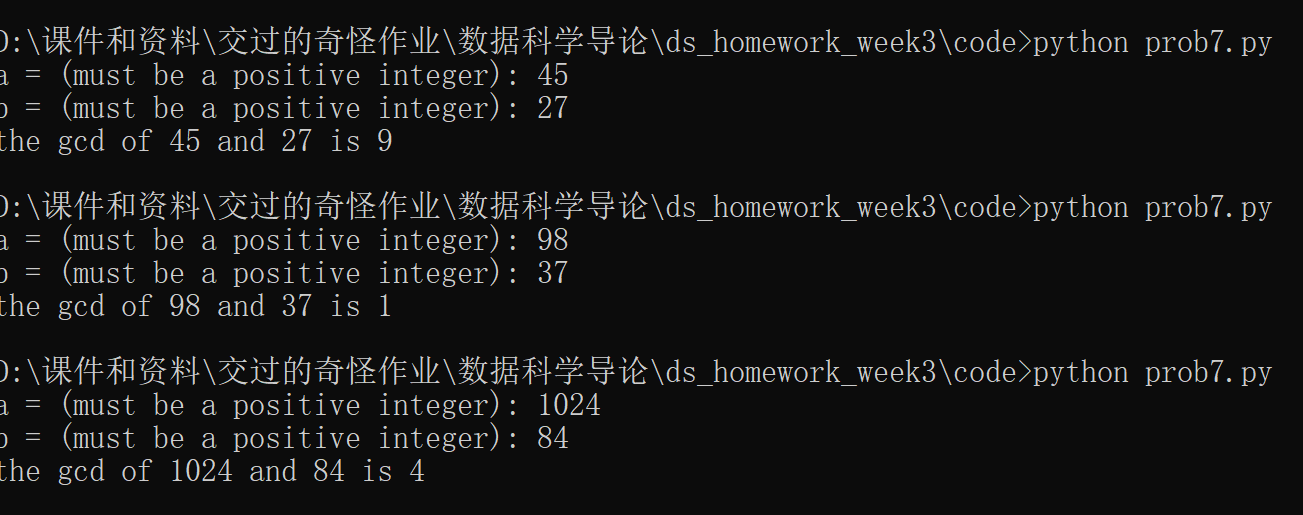 D:\课件和资料\交过的奇怪作业\数据科学导论\ds_homework_week3\code>python prob7.py
a = (must be a positive integer): 45
b = (must be a positive integer): 27
the gcd of 45 and 27 is 9
D:\课件和资料\交过的奇怪作业\数据科学导论\ds_homework_week3\code>python prob7.py
a = (must be a positive integer): 98
b = (must be a positive integer): 37
the gcd of 98 and 37 is 1
D:\课件和资料\交过的奇怪作业\数据科学导论\ds_homework_week3\code>python prob7.py
a = (must be a positive integer): 1024
b = (must be a positive integer): 84
the gcd of 1024 and 84 is 4